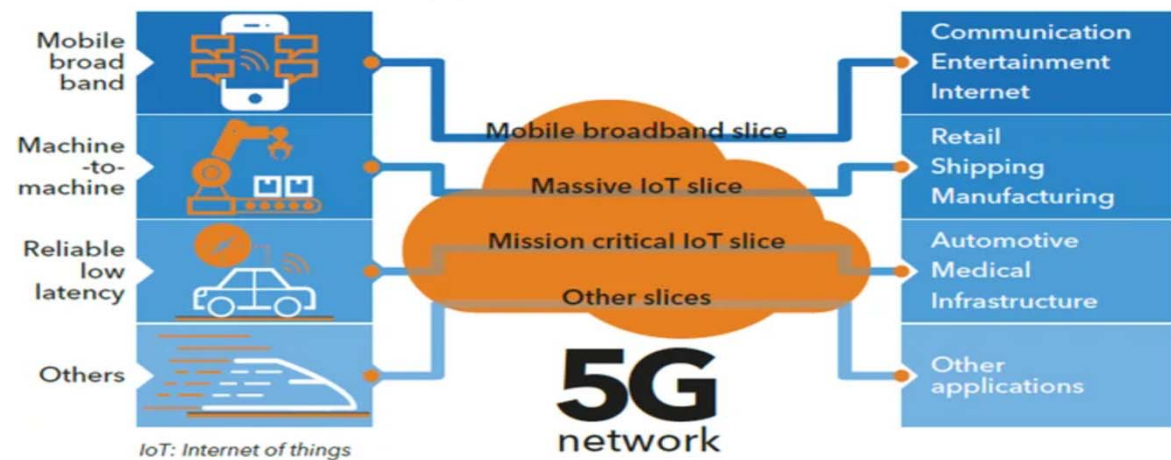 Mobile
broad
band
Machine
-to-
machine
Reliable
low
latency
Others
IoT: Internet of things
Mobile broadband slice
Massive IoT slice
Mission critical IoT slice
Other slices
5G
network
Communication
Entertainment
Internet
Retail
Shipping
Manufacturing
Automotive
Medical
Infrastructure
Other
applications